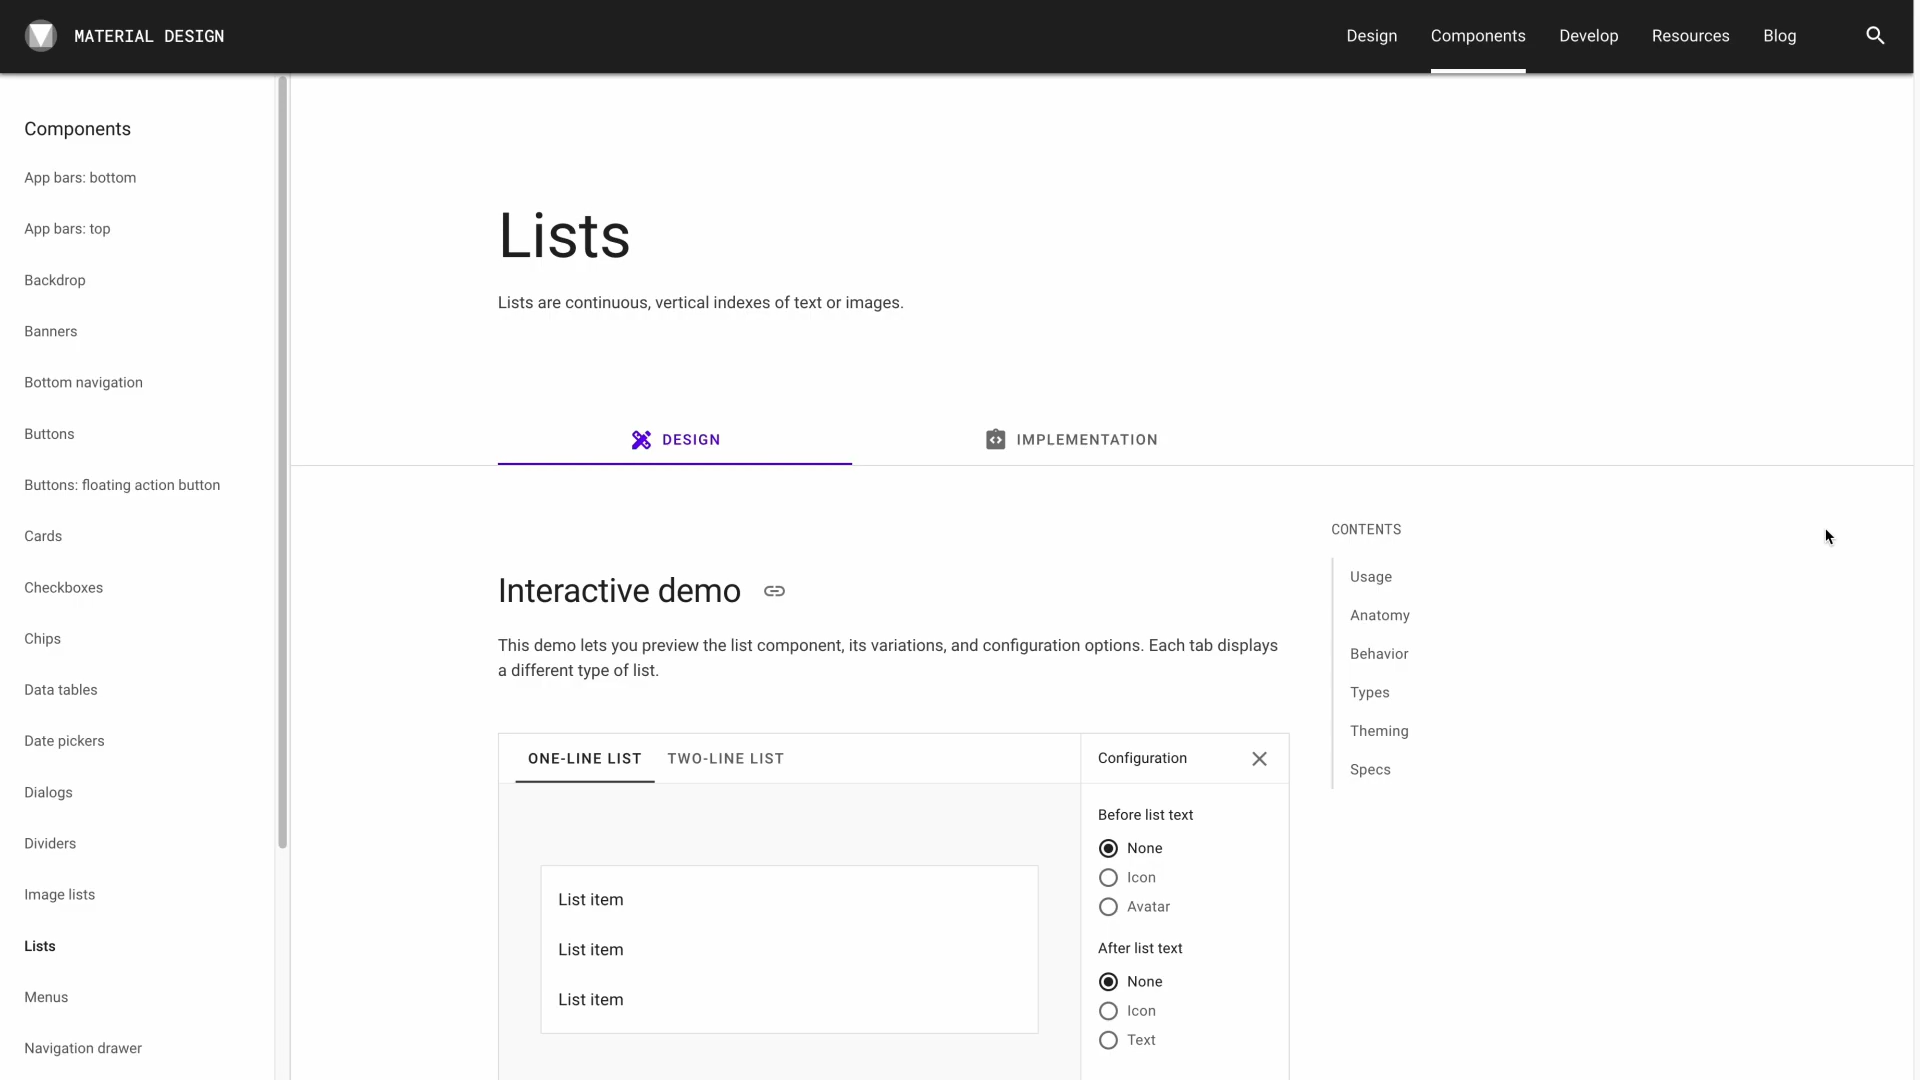 MATERIAL DESIGN
Design
Components
Develop
Resources
Blog
Components
App bars: bottom
App bars: top
Backdrop
Banners
Bottom navigation
Buttons
Buttons: floating action button
Cards
Checkboxes
Chips
Data tables
Date pickers
Dialogs
Dividers
Image lists
Lists
Menus
Navigation drawer
Lists
Lists are continuous, vertical indexes of text or images.
DESIGN
IMPLEMENTATION
Interactive demo
This demo lets you preview the list component, its variations, and configuration options. Each tab displays
a different type of list.
ONE-LINE LIST
TWO-LINE LIST
List item
List item
List item
Configuration
Before list text
None
Icon
Avatar
After list text
None
Icon
Text
CONTENTS
Usage
Anatomy
Behavior
Types
Theming
Specs